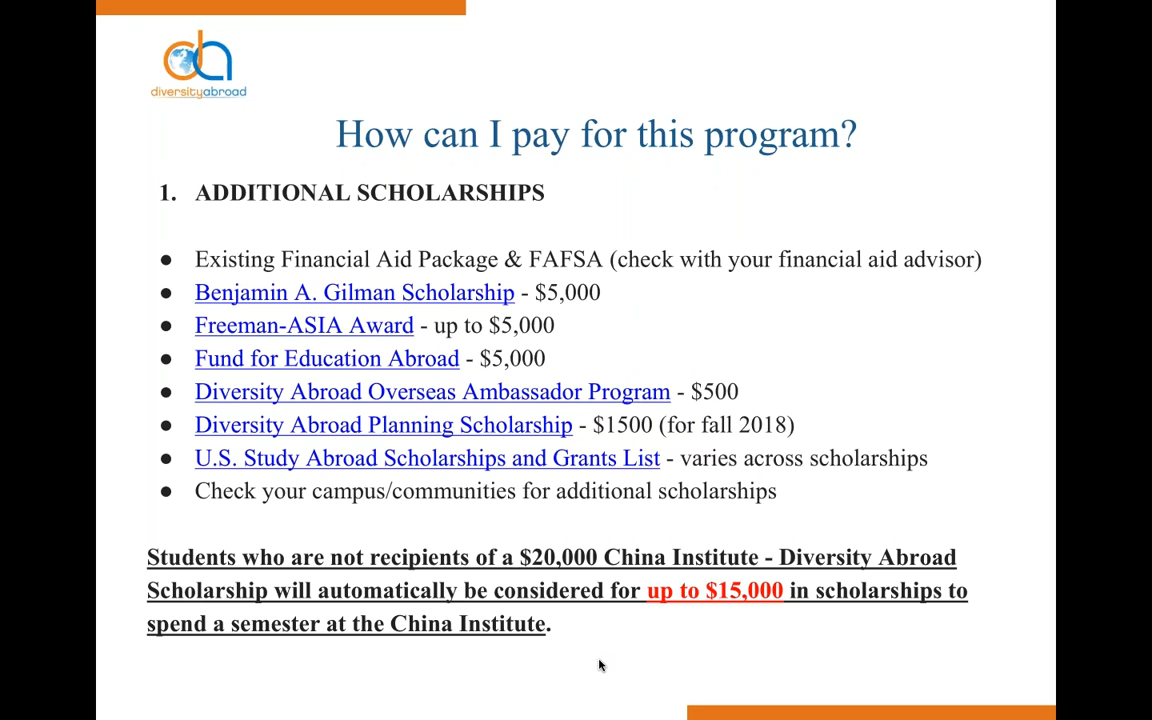 diversityabroad
How can I pay for this program?
1. ADDITIONAL SCHOLARSHIPS
● Existing Financial Aid Package & FAFSA (check with your financial aid advisor)
● Benjamin A. Gilman Scholarship - $5,000
● Freeman-ASIA Award - up to $5,000
● Fund for Education Abroad - $5,000
● Diversity Abroad Overseas Ambassador Program - $500
● Diversity Abroad Planning Scholarship - $1500 (for fall 2018)
● U.S. Study Abroad Scholarships and Grants List - varies across scholarships
● Check your campus/communities for additional scholarships
Students who are not recipients of a $20,000 China Institute - Diversity Abroad
Scholarship will automatically be considered for up to $15,000 in scholarships to
spend a semester at the China Institute.